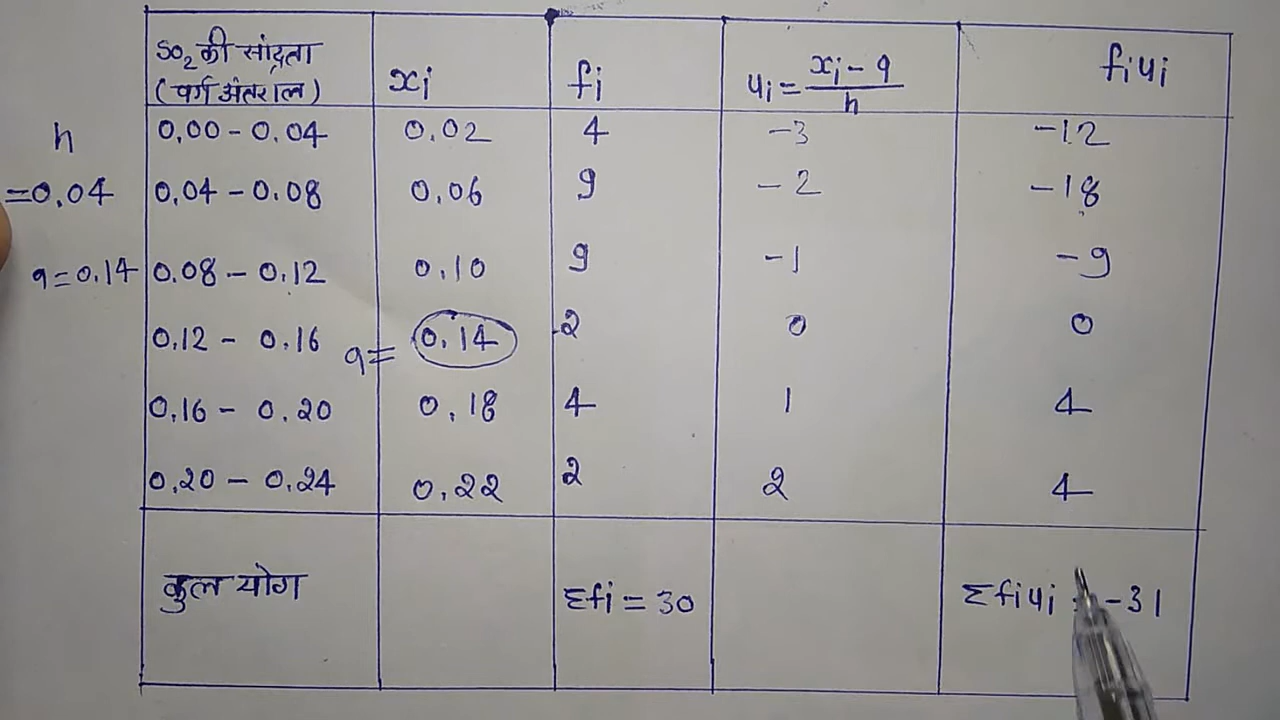 SO₂ की सांद्रता (वर्ग अंतराल) xᵢ fᵢ uᵢ = (xᵢ - a)/h fᵢuᵢ
h 0.00 - 0.04 0.02 4 -3 -12
=0.04 0.04 - 0.08 0.06 9 -2 -18
a=0.14 0.08 - 0.12 0.10 9 -1 -9
0.12 - 0.16 a= 0.14 2 0 0
0.16 - 0.20 0.18 4 1 4
0.20 - 0.24 0.22 2 2 4
कुल योग Σfi = 30 Σfiui = -31